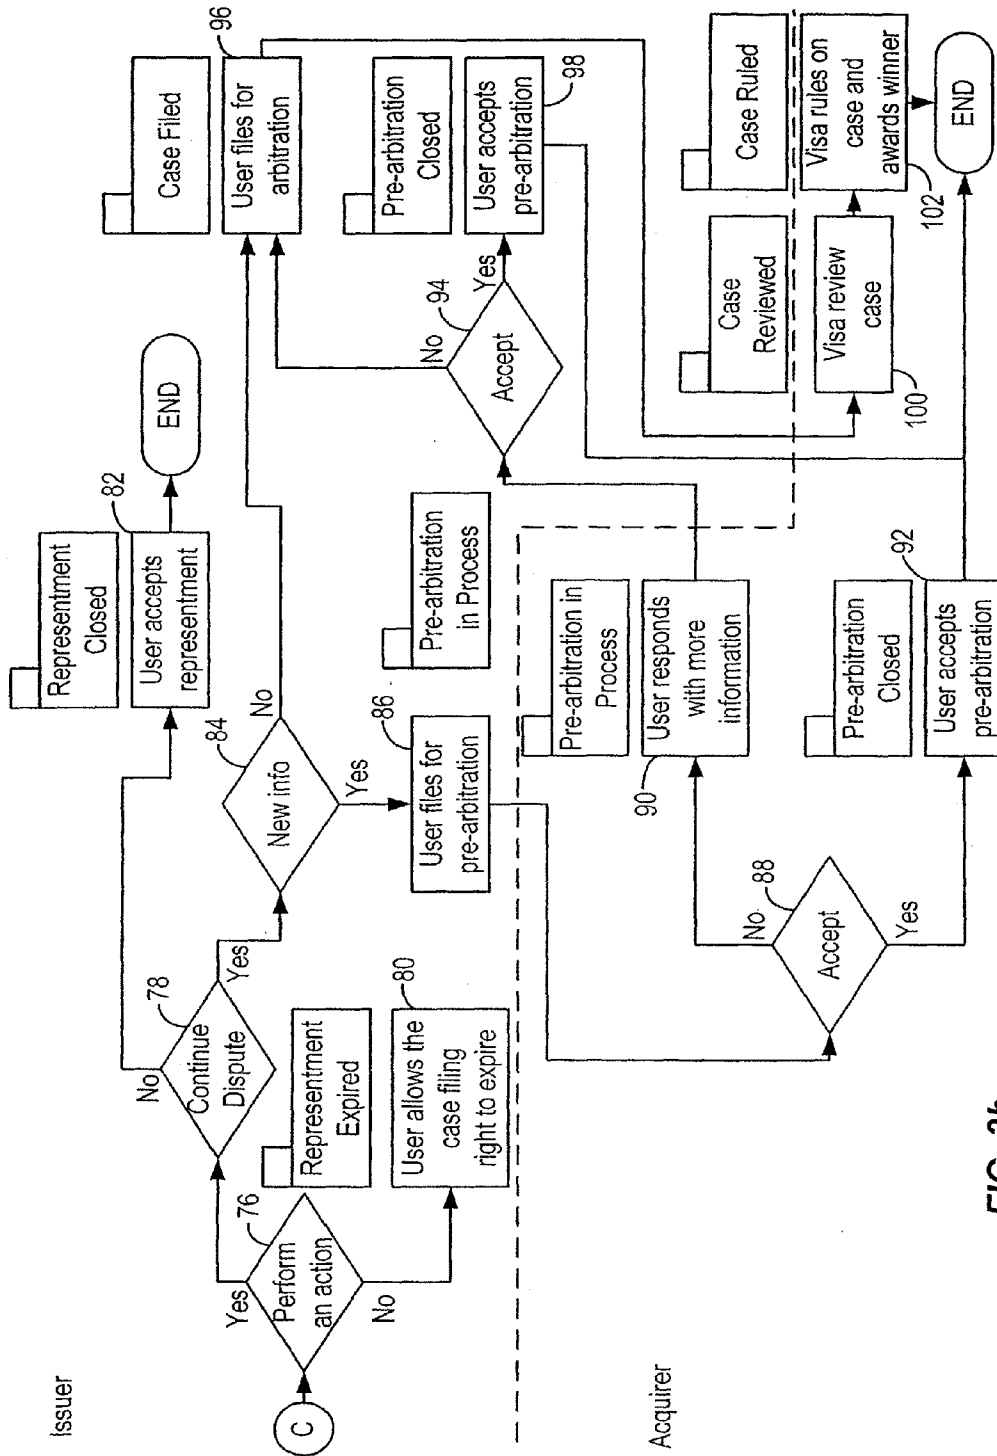 Issuer
C
Perform
an action
76
Yes
No
Continue
Dispute
78
No
Yes
Representment
Expired
User allows the
case filing
right to expire
80
Representment
Closed
User accepts
representment
82
END
New info
84
No
Yes
User files for
pre-arbitration
86
Pre-arbitration
in Process
Case Filed
User files for
arbitration
96
Accept
94
No
Yes
Pre-arbitration
Closed
User accepts
pre-arbitration
98
Acquirer
Accept
88
No
Yes
Pre-arbitration in
Process
User responds
with more
information
90
Pre-arbitration
Closed
User accepts
pre-arbitration
92
Case
Reviewed
Visa review
case
100
Case Ruled
Visa rules on
case and
awards winner
102
END